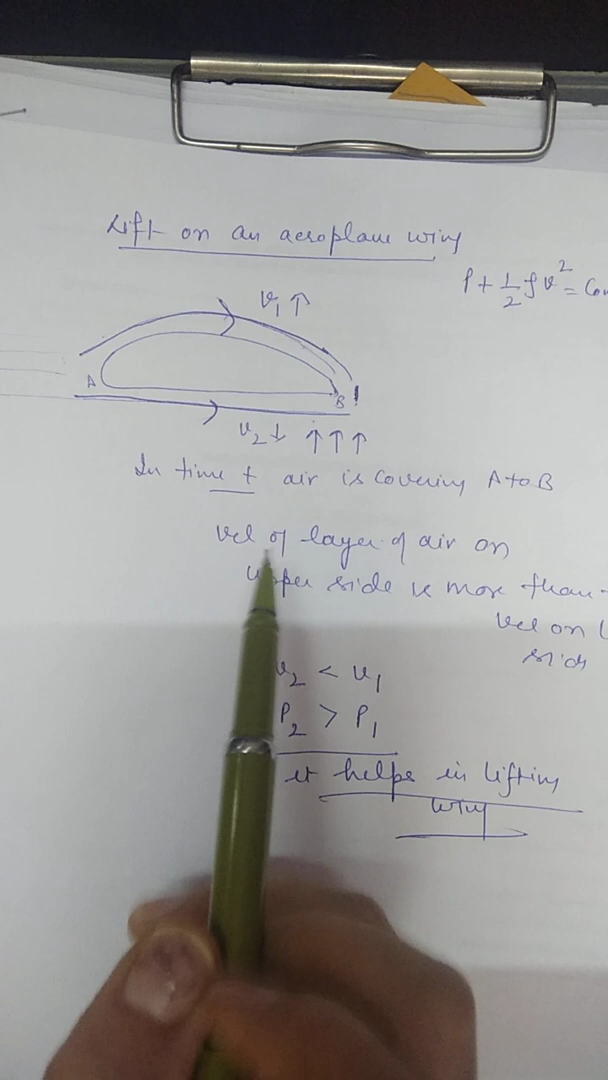 Lift on an aeroplane wing
P + 1/2 ρv² = Con
v₁ ↑
A
B
v₂ ↓ ↑ ↑ ↑
In time t air is covering A to B
vel of layer of air on
upper side is more than
vel on
side
v₂ < v₁
P₂ > P₁
it helps in lifting
wing